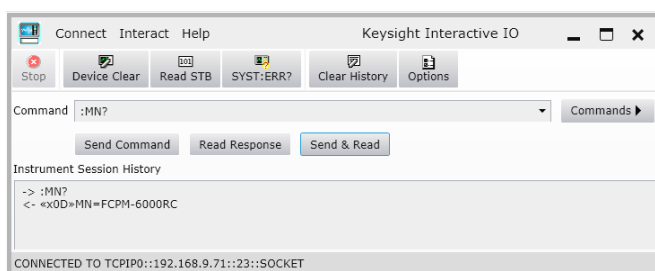 Connect Interact Help Keysight Interactive IO
Stop Device Clear Read STB SYST:ERR? Clear History Options
Command :MN? Commands
Send Command Read Response Send & Read
Instrument Session History
-> :MN?
<- «x0D»MN=FCPM-6000RC
CONNECTED TO TCPIP0::192.168.9.71::23::SOCKET